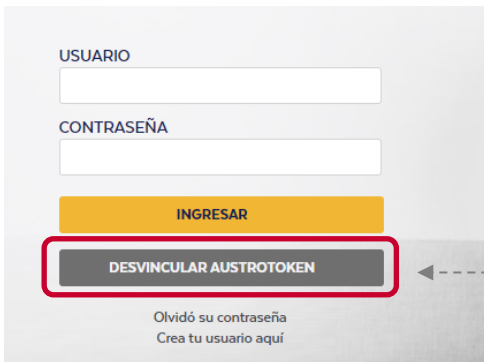 USUARIO
CONTRASEÑA
INGRESAR
DESVINCULAR AUSTROTOKEN
Olvidó su contraseña
Crea tu usuario aquí